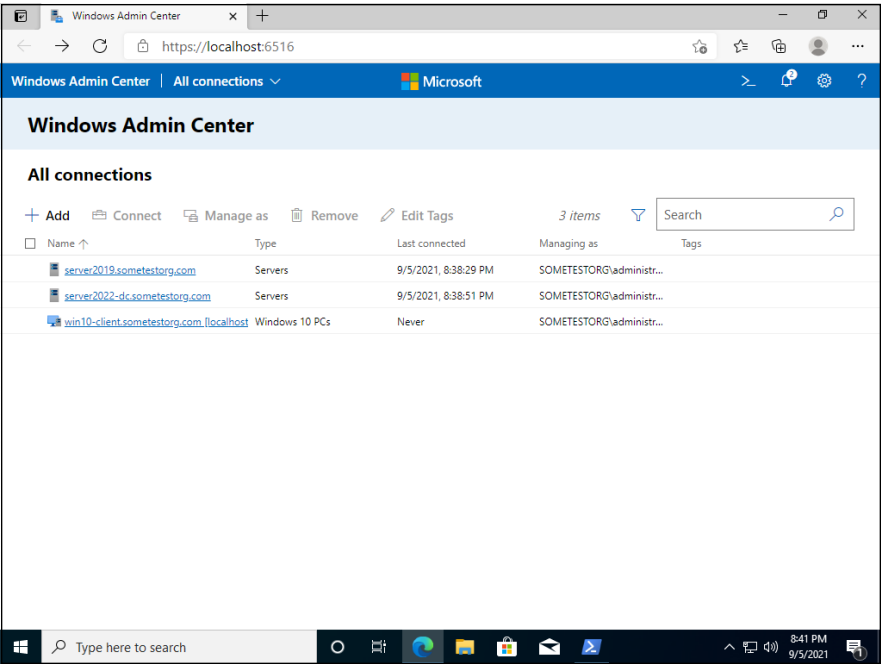 Windows Admin Center
https://localhost:6516
Windows Admin Center | All connections Microsoft 2 ?
Windows Admin Center
All connections
Add Connect Manage as Remove Edit Tags 3 items Search
Name Type Last connected Managing as Tags
server2019.sometestorg.com Servers 9/5/2021, 8:38:29 PM SOMETESTORG\administr...
server2022-dc.sometestorg.com Servers 9/5/2021, 8:38:51 PM SOMETESTORG\administr...
win10-client.sometestorg.com [localhost Windows 10 PCs Never SOMETESTORG\administr...
Type here to search 8:41 PM
9/5/2021 1